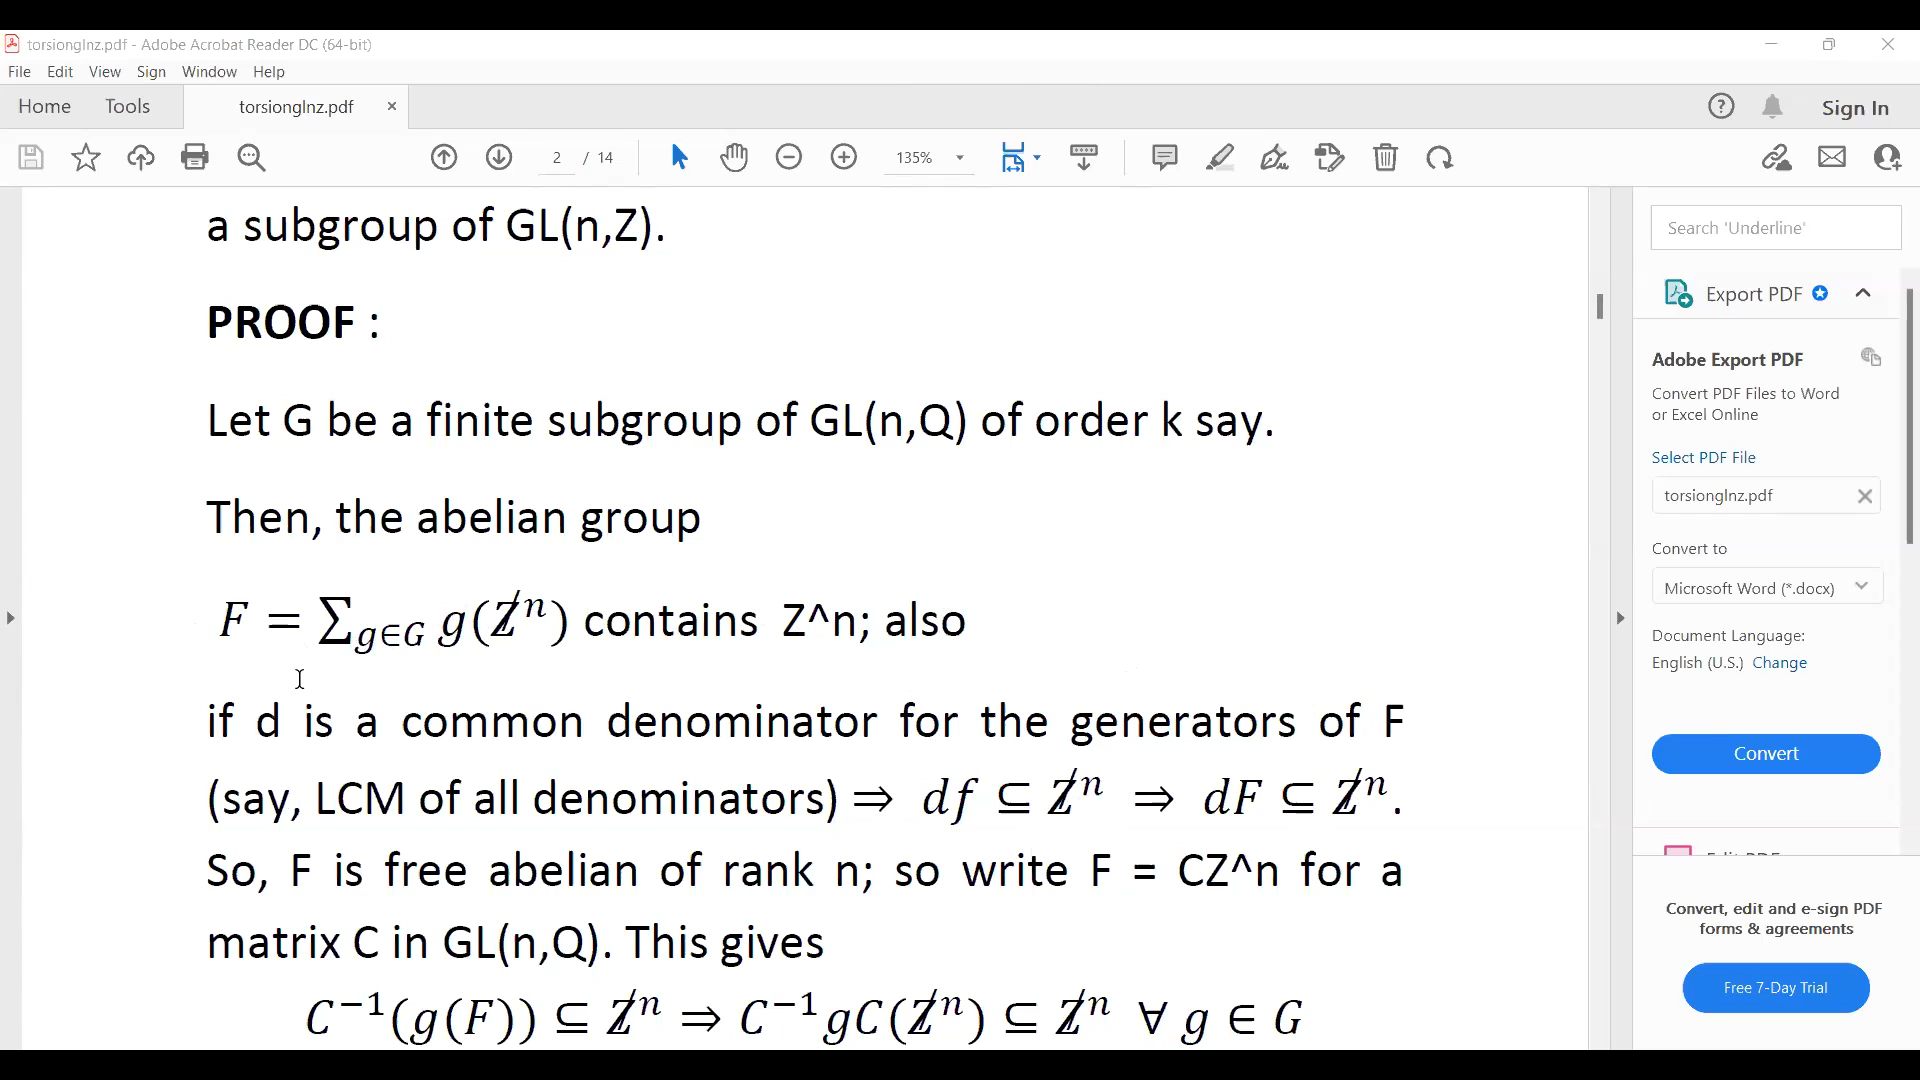 torsionglnz.pdf - Adobe Acrobat Reader DC (64-bit)
File Edit View Sign Window Help
Home Tools torsionglnz.pdf × Sign In
2 / 14 135%
a subgroup of GL(n,Z).
PROOF :
Let G be a finite subgroup of GL(n,Q) of order k say.
Then, the abelian group
F = ∑g∈G g(Zⁿ) contains Z^n; also
if d is a common denominator for the generators of F
(say, LCM of all denominators) ⇒ df ⊆ Zⁿ ⇒ dF ⊆ Zⁿ.
So, F is free abelian of rank n; so write F = CZ^n for a
matrix C in GL(n,Q). This gives
C⁻¹(g(F)) ⊆ Zⁿ ⇒ C⁻¹gC(Zⁿ) ⊆ Zⁿ ∀ g ∈ G
Search 'Underline'
Export PDF
Adobe Export PDF
Convert PDF Files to Word
or Excel Online
Select PDF File
torsionglnz.pdf
Convert to
Microsoft Word (*.docx)
Document Language:
English (U.S.) Change
Convert
Edit PDF
Convert, edit and e-sign PDF
forms & agreements
Free 7-Day Trial